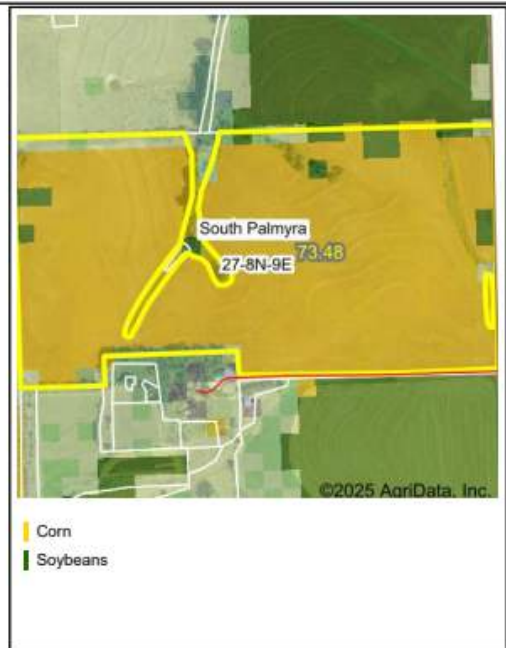 South Palmyra
27-8N-9E
73.48
©2025 AgriData, Inc.
Corn
Soybeans